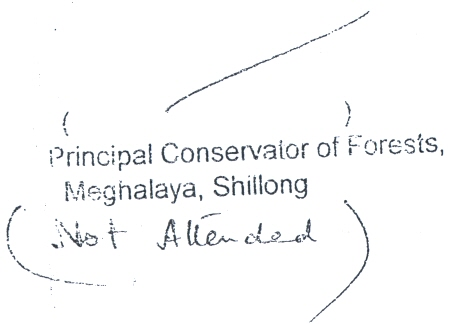 ( )
Principal Conservator of Forests,
Meghalaya, Shillong
Not Attended